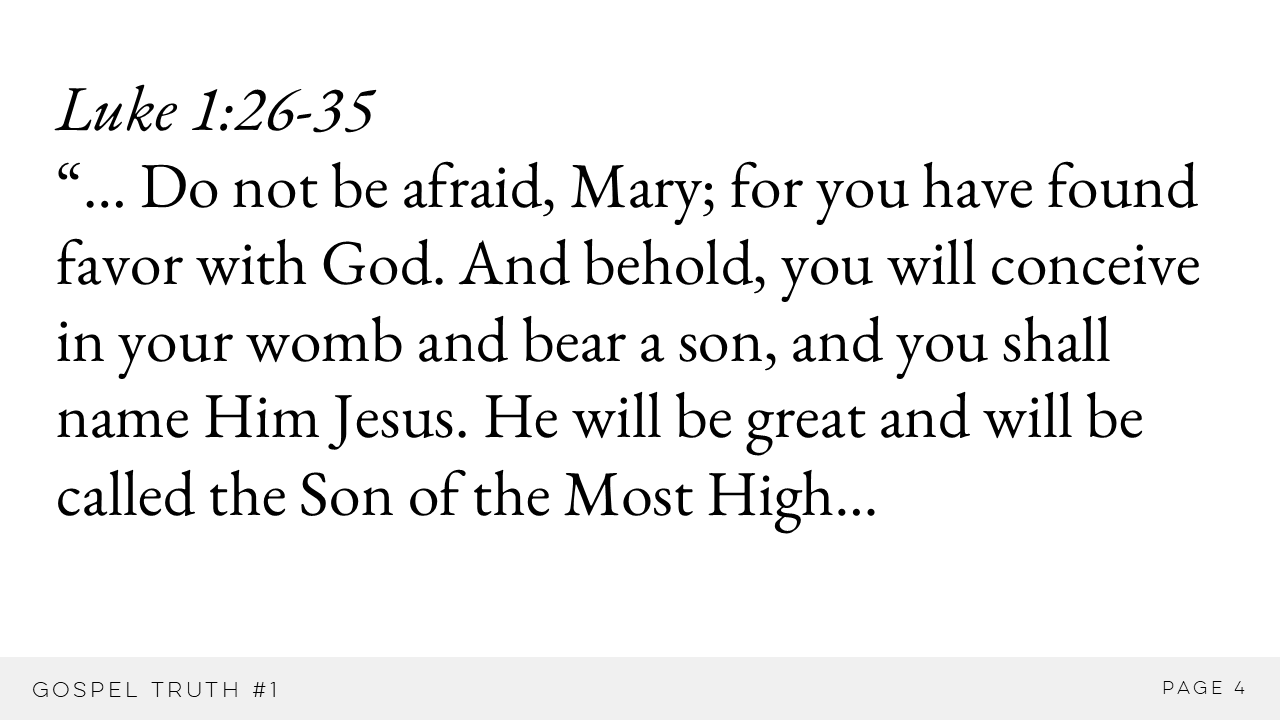 Luke 1:26-35
“... Do not be afraid, Mary; for you have found
favor with God. And behold, you will conceive
in your womb and bear a son, and you shall
name Him Jesus. He will be great and will be
called the Son of the Most High...
GOSPEL TRUTH #1
PAGE 4